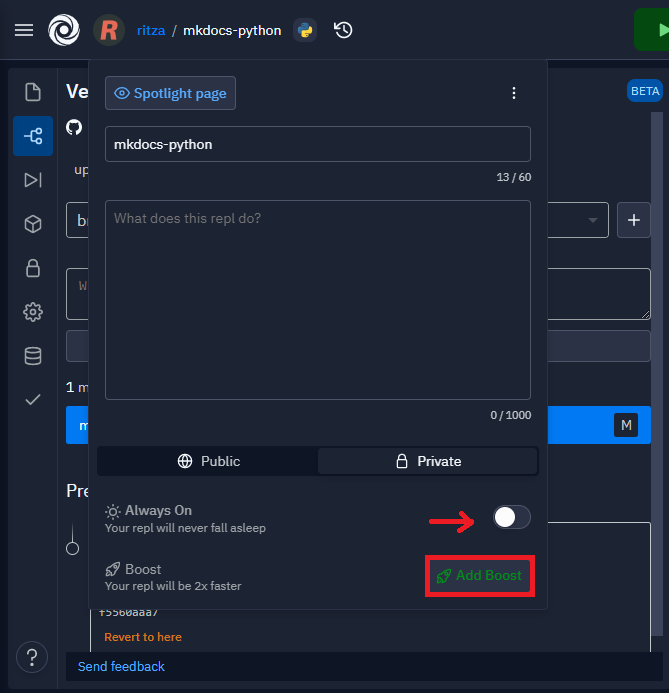 R ritza / mkdocs-python
Ve
BETA
Spotlight page
mkdocs-python
13 / 60
up
What does this repl do?
br
W
0 / 1000
1 m
m
M
Public
Private
Pre
Always On
Your repl will never fall asleep
Boost
Your repl will be 2x faster
Add Boost
f5560aaa7
Revert to here
?
Send feedback